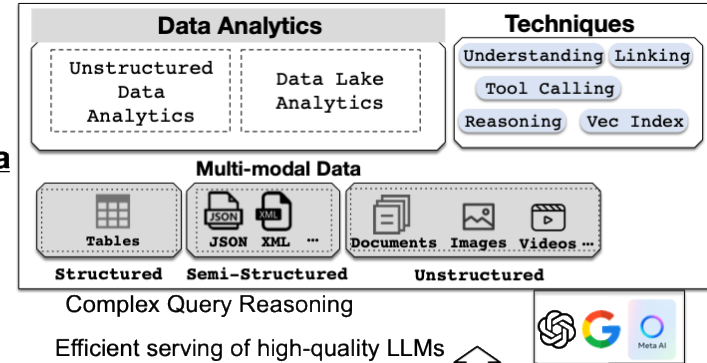 Data Analytics
Techniques
Unstructured
Data
Analytics
Data Lake
Analytics
Understanding Linking
Tool Calling
Reasoning Vec Index
a
Multi-modal Data
JSON XML
Tables JSON XML ... Documents Images Videos ...
Structured Semi-Structured Unstructured
Complex Query Reasoning
Efficient serving of high-quality LLMs
G
Meta AI